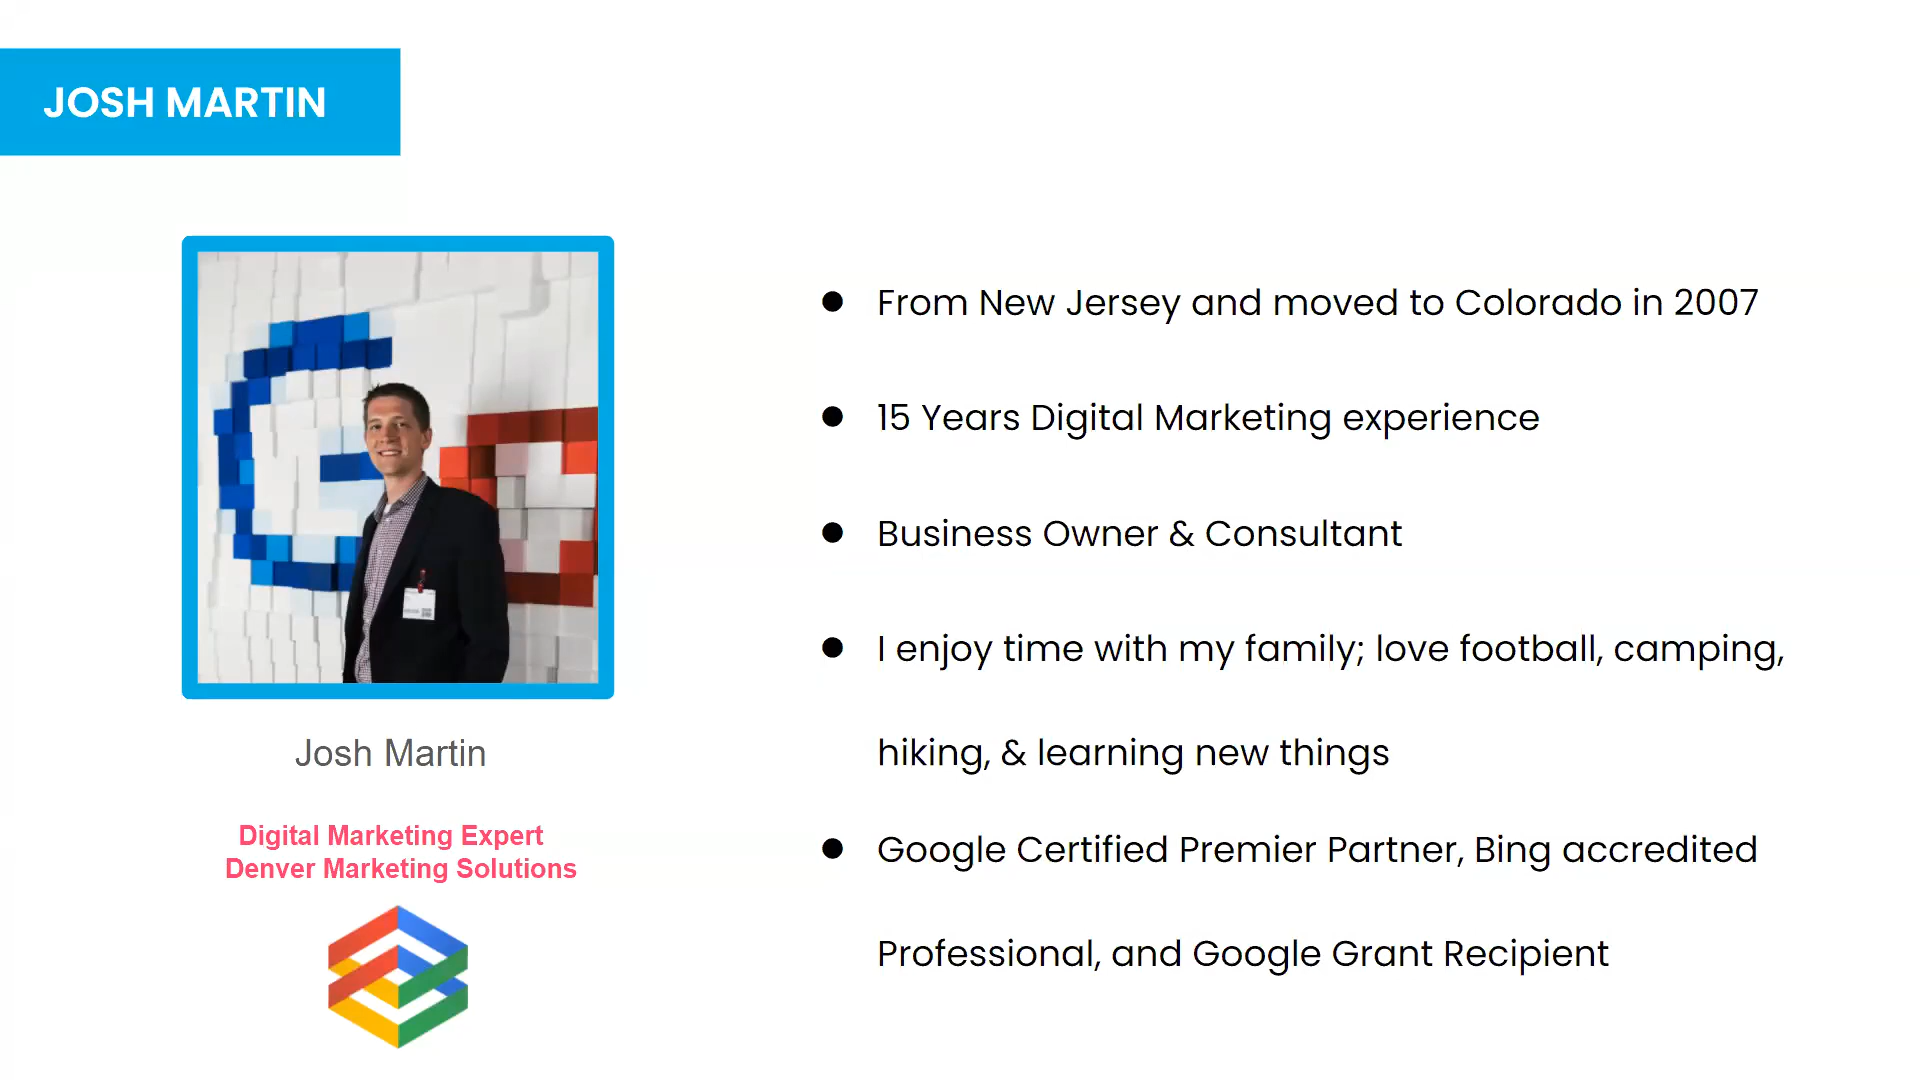 JOSH MARTIN
Josh Martin
Digital Marketing Expert
Denver Marketing Solutions
● From New Jersey and moved to Colorado in 2007
● 15 Years Digital Marketing experience
● Business Owner & Consultant
● I enjoy time with my family; love football, camping,
hiking, & learning new things
● Google Certified Premier Partner, Bing accredited
Professional, and Google Grant Recipient